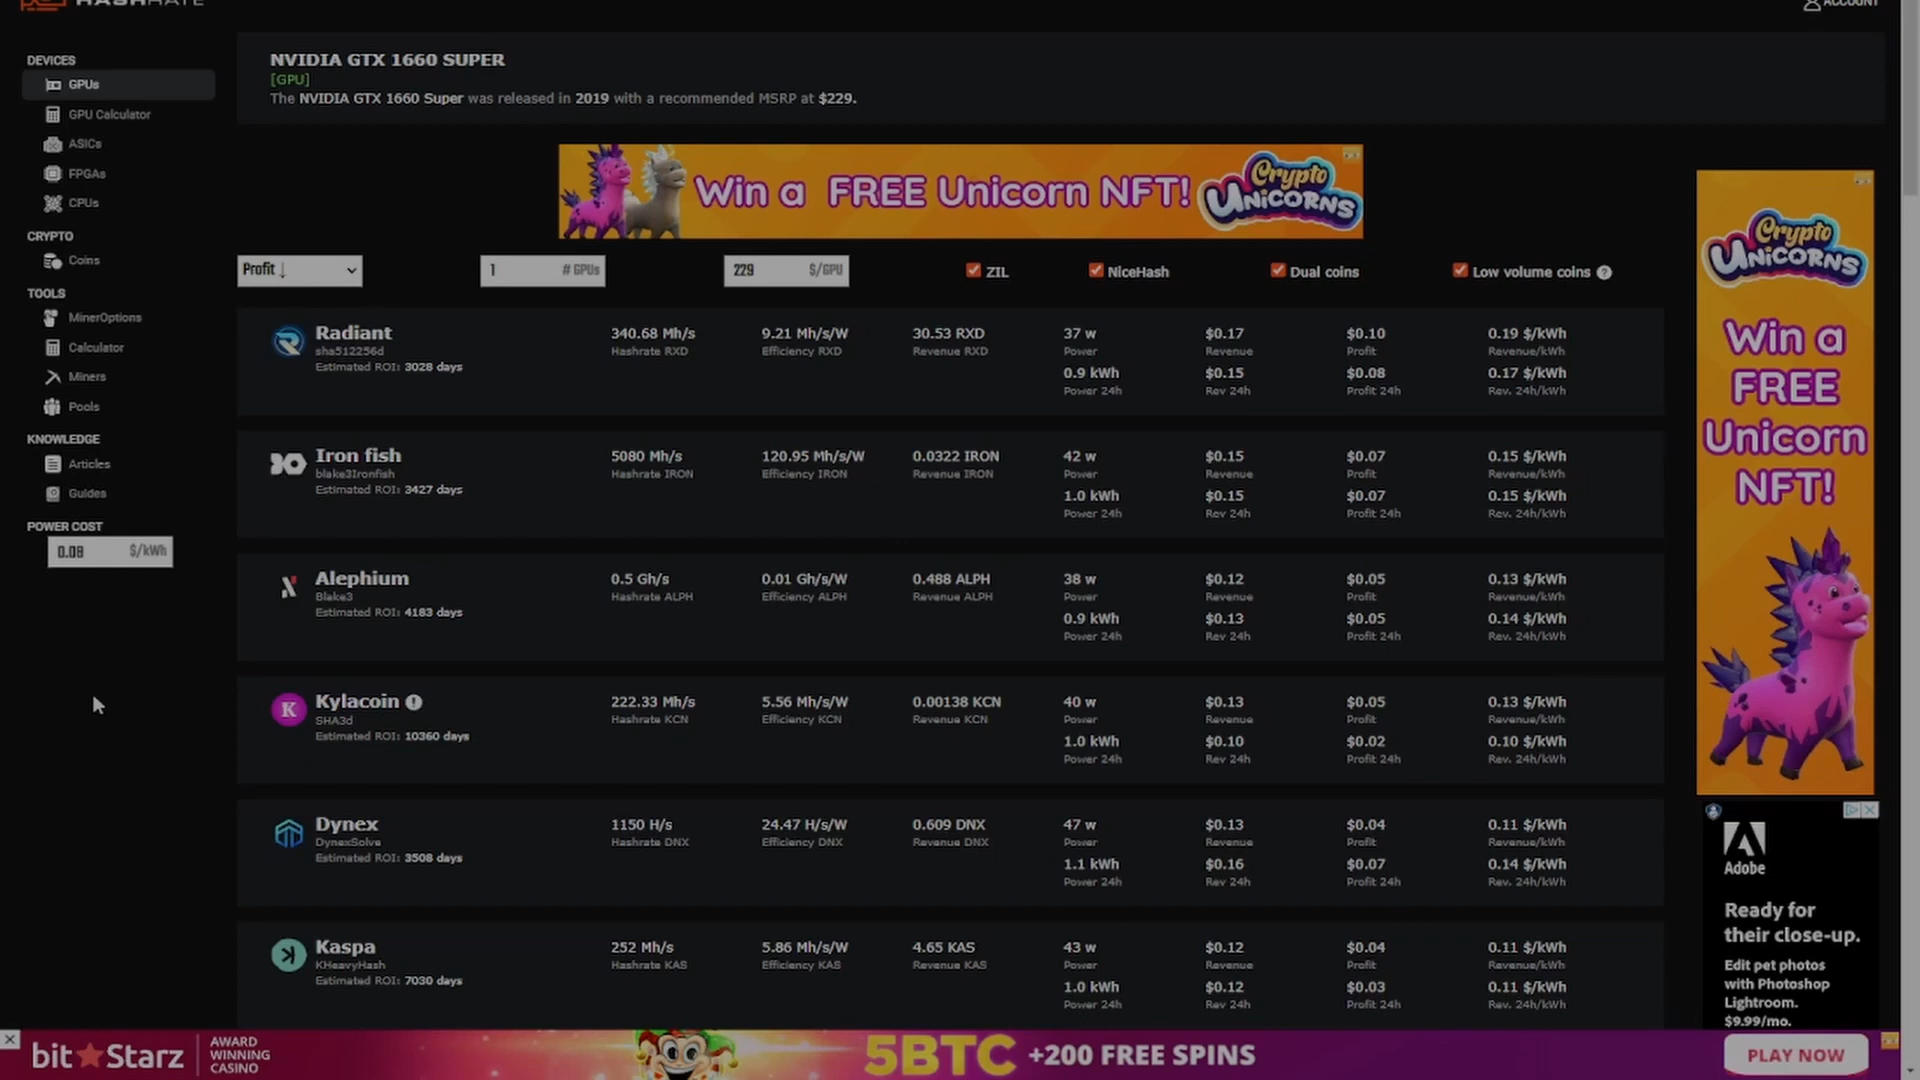 HASHRATE
ACCOUNT
DEVICES
GPUs
GPU Calculator
ASICs
FPGAs
CPUs
CRYPTO
Coins
TOOLS
MinerOptions
Calculator
Miners
Pools
KNOWLEDGE
Articles
Guides
POWER COST
0.08 $/kWh
NVIDIA GTX 1660 SUPER
[GPU]
The NVIDIA GTX 1660 Super was released in 2019 with a recommended MSRP at $229.
Win a FREE Unicorn NFT! Crypto UNICORNS
Profit ↓ 1 # GPUs 229 $/GPU ZIL NiceHash Dual coins Low volume coins ?
Radiant 340.68 Mh/s 9.21 Mh/s/W 30.53 RXD 37 w $0.17 $0.10 0.19 $/kWh
sha512256d Hashrate RXD Efficiency RXD Revenue RXD Power Revenue Profit Revenue/kWh
Estimated ROI: 3028 days 0.9 kWh $0.15 $0.08 0.17 $/kWh
Power 24h Rev 24h Profit 24h Rev. 24h/kWh
Iron fish 5080 Mh/s 120.95 Mh/s/W 0.0322 IRON 42 w $0.15 $0.07 0.15 $/kWh
blake3Ironfish Hashrate IRON Efficiency IRON Revenue IRON Power Revenue Profit Revenue/kWh
Estimated ROI: 3427 days 1.0 kWh $0.15 $0.07 0.15 $/kWh
Power 24h Rev 24h Profit 24h Rev. 24h/kWh
Alephium 0.5 Gh/s 0.01 Gh/s/W 0.488 ALPH 38 w $0.12 $0.05 0.13 $/kWh
Blake3 Hashrate ALPH Efficiency ALPH Revenue ALPH Power Revenue Profit Revenue/kWh
Estimated ROI: 4183 days 0.9 kWh $0.13 $0.05 0.14 $/kWh
Power 24h Rev 24h Profit 24h Rev. 24h/kWh
K Kylacoin ! 222.33 Mh/s 5.56 Mh/s/W 0.00138 KCN 40 w $0.13 $0.05 0.13 $/kWh
SHA3d Hashrate KCN Efficiency KCN Revenue KCN Power Revenue Profit Revenue/kWh
Estimated ROI: 10360 days 1.0 kWh $0.10 $0.02 0.10 $/kWh
Power 24h Rev 24h Profit 24h Rev. 24h/kWh
Dynex 1150 H/s 24.47 H/s/W 0.609 DNX 47 w $0.13 $0.04 0.11 $/kWh
DynexSolve Hashrate DNX Efficiency DNX Revenue DNX Power Revenue Profit Revenue/kWh
Estimated ROI: 3508 days 1.1 kWh $0.16 $0.07 0.14 $/kWh
Power 24h Rev 24h Profit 24h Rev. 24h/kWh
Kaspa 252 Mh/s 5.86 Mh/s/W 4.65 KAS 43 w $0.12 $0.04 0.11 $/kWh
KHeavyHash Hashrate KAS Efficiency KAS Revenue KAS Power Revenue Profit Revenue/kWh
Estimated ROI: 7030 days 1.0 kWh $0.12 $0.03 0.11 $/kWh
Power 24h Rev 24h Profit 24h Rev. 24h/kWh
Crypto
UNICORNS
Win a
FREE
Unicorn
NFT!
Adobe
Ready for
their close-up.
Edit pet photos
with Photoshop
Lightroom.
$9.99/mo.
bitStarz
AWARD
WINNING
CASINO
5BTC +200 FREE SPINS
PLAY NOW